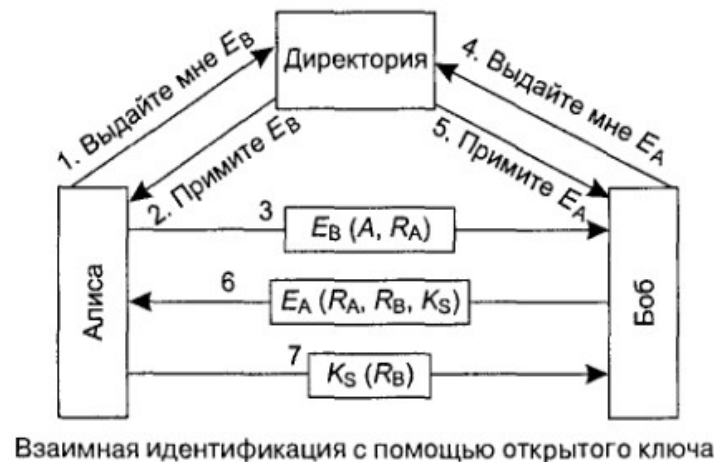 Директория
1. Выдайте мне E_B
2. Примите E_B
4. Выдайте мне E_A
5. Примите E_A
Алиса
Боб
3
E_B (A, R_A)
6
E_A (R_A, R_B, K_S)
7
K_S (R_B)
Взаимная идентификация с помощью открытого ключа